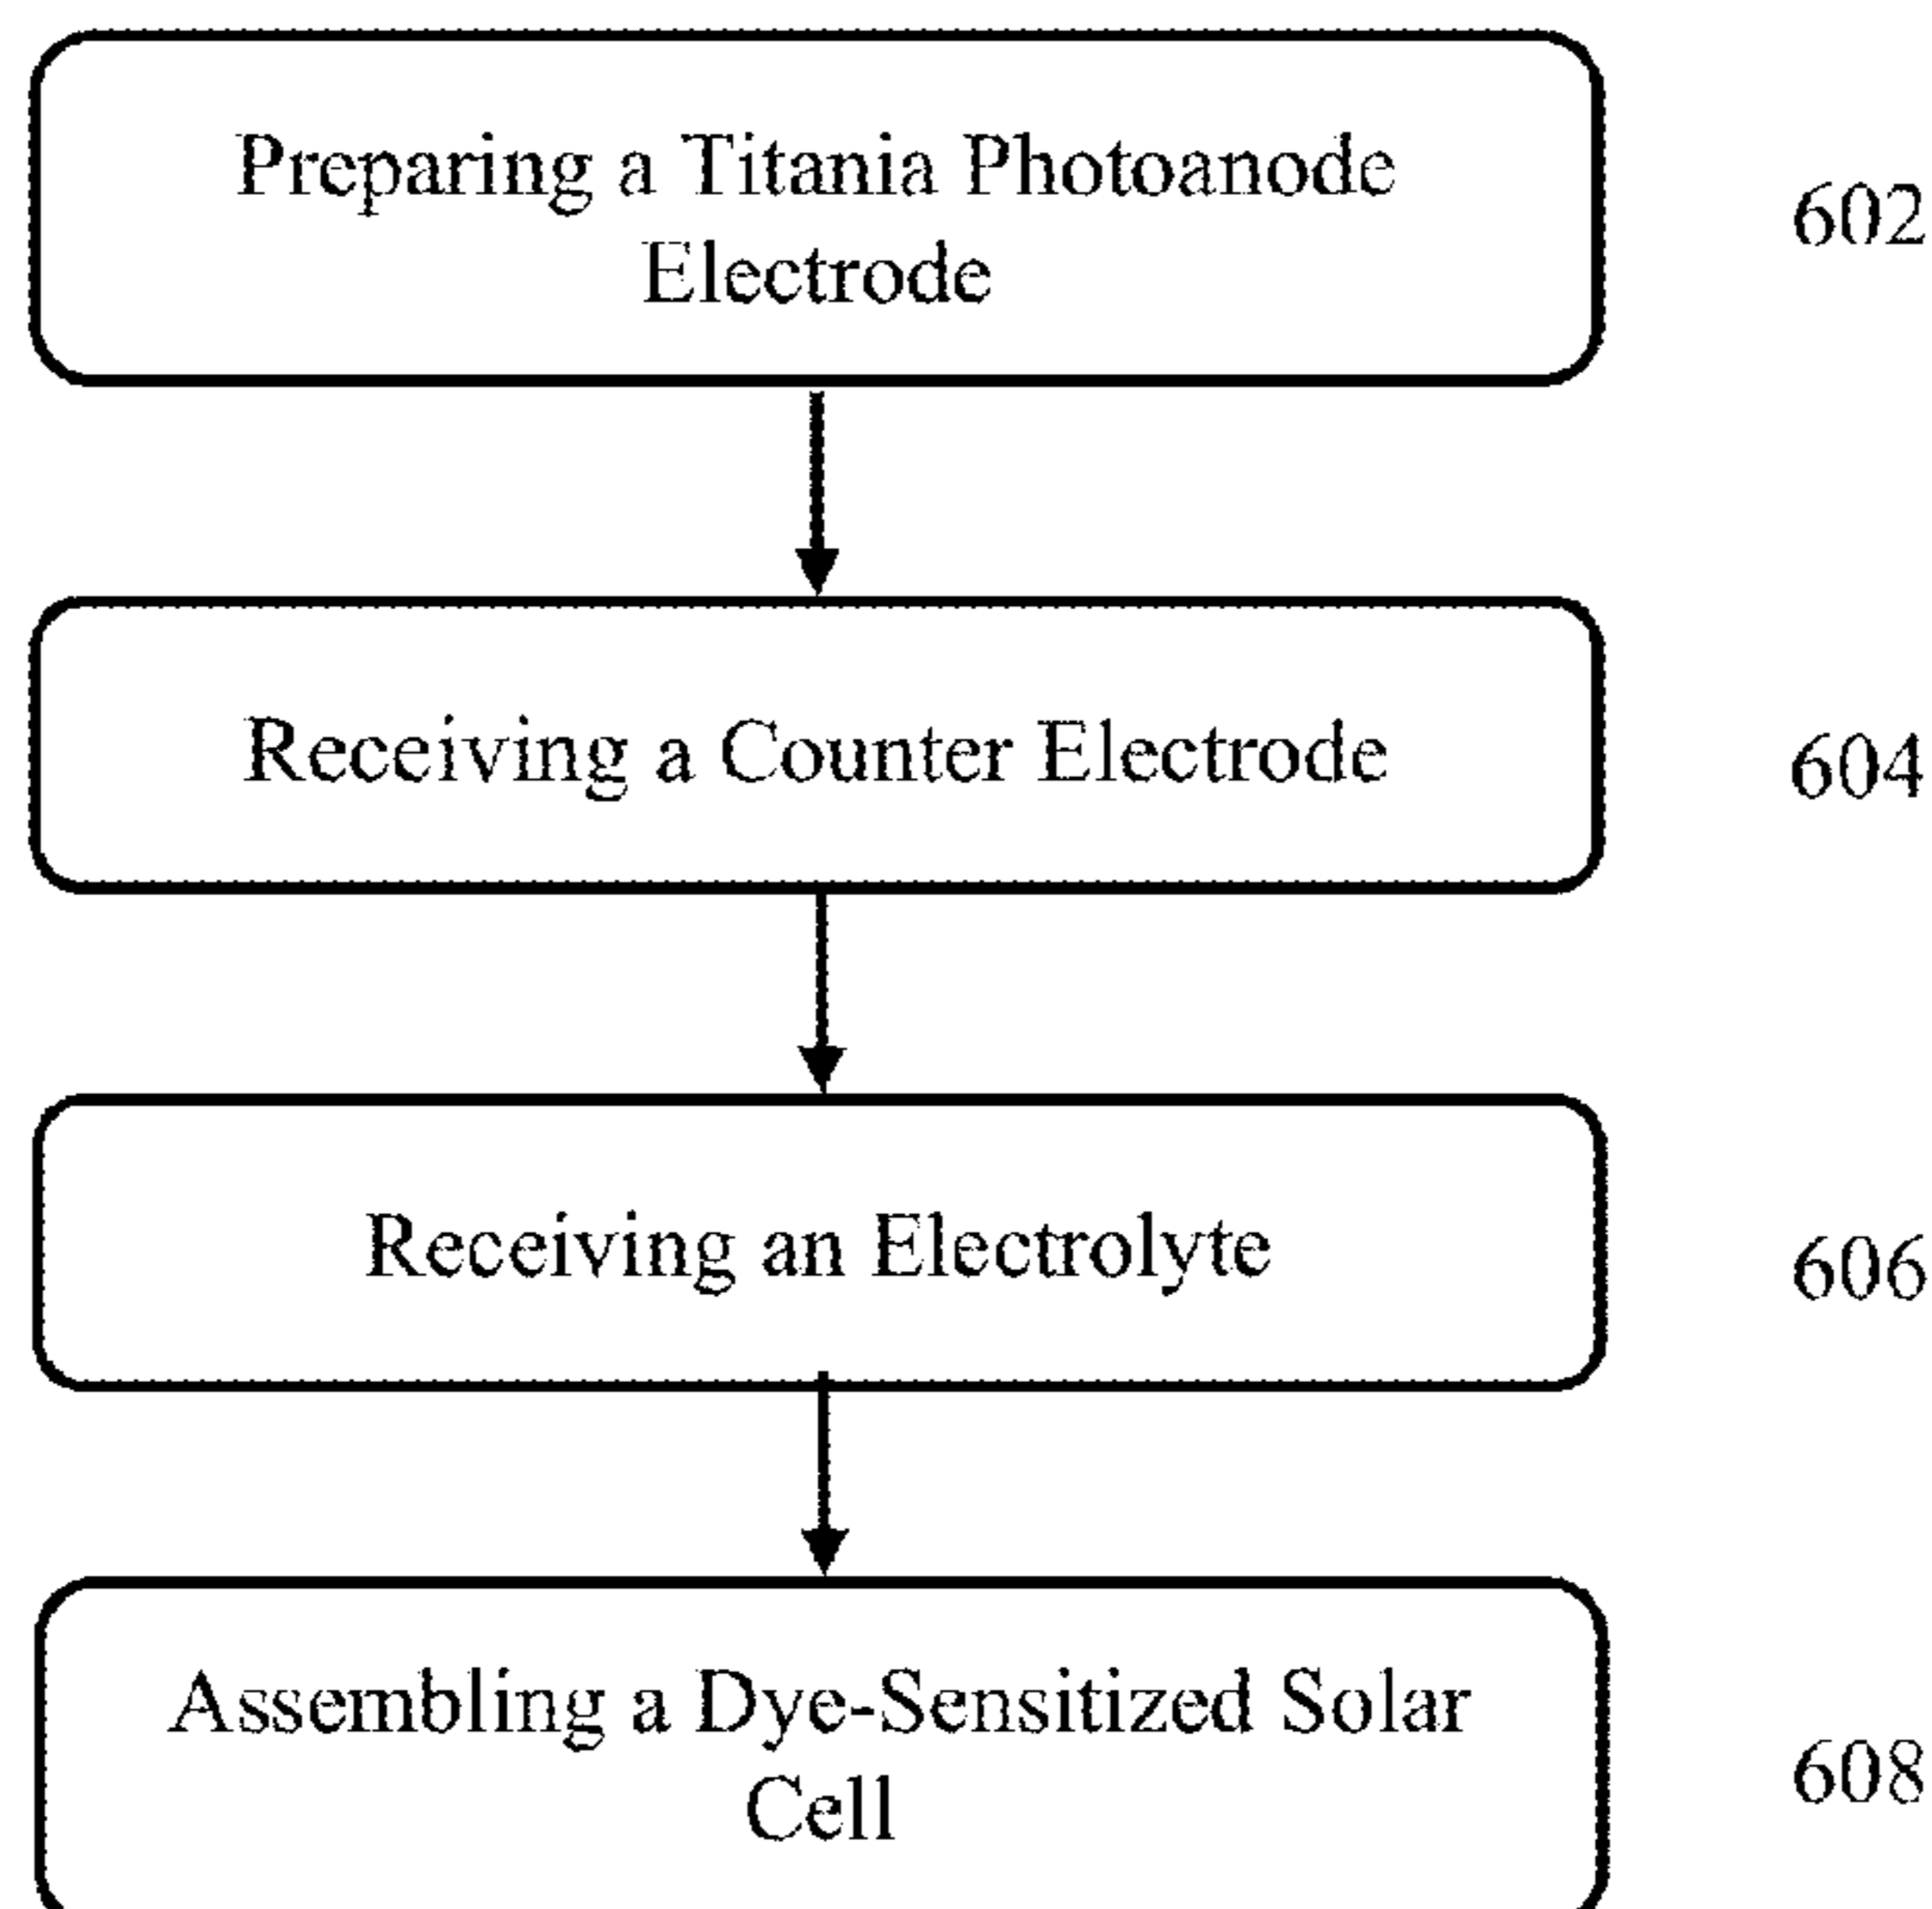 Preparing a Titania Photoanode
Electrode
602
Receiving a Counter Electrode
604
Receiving an Electrolyte
606
Assembling a Dye-Sensitized Solar
Cell
608